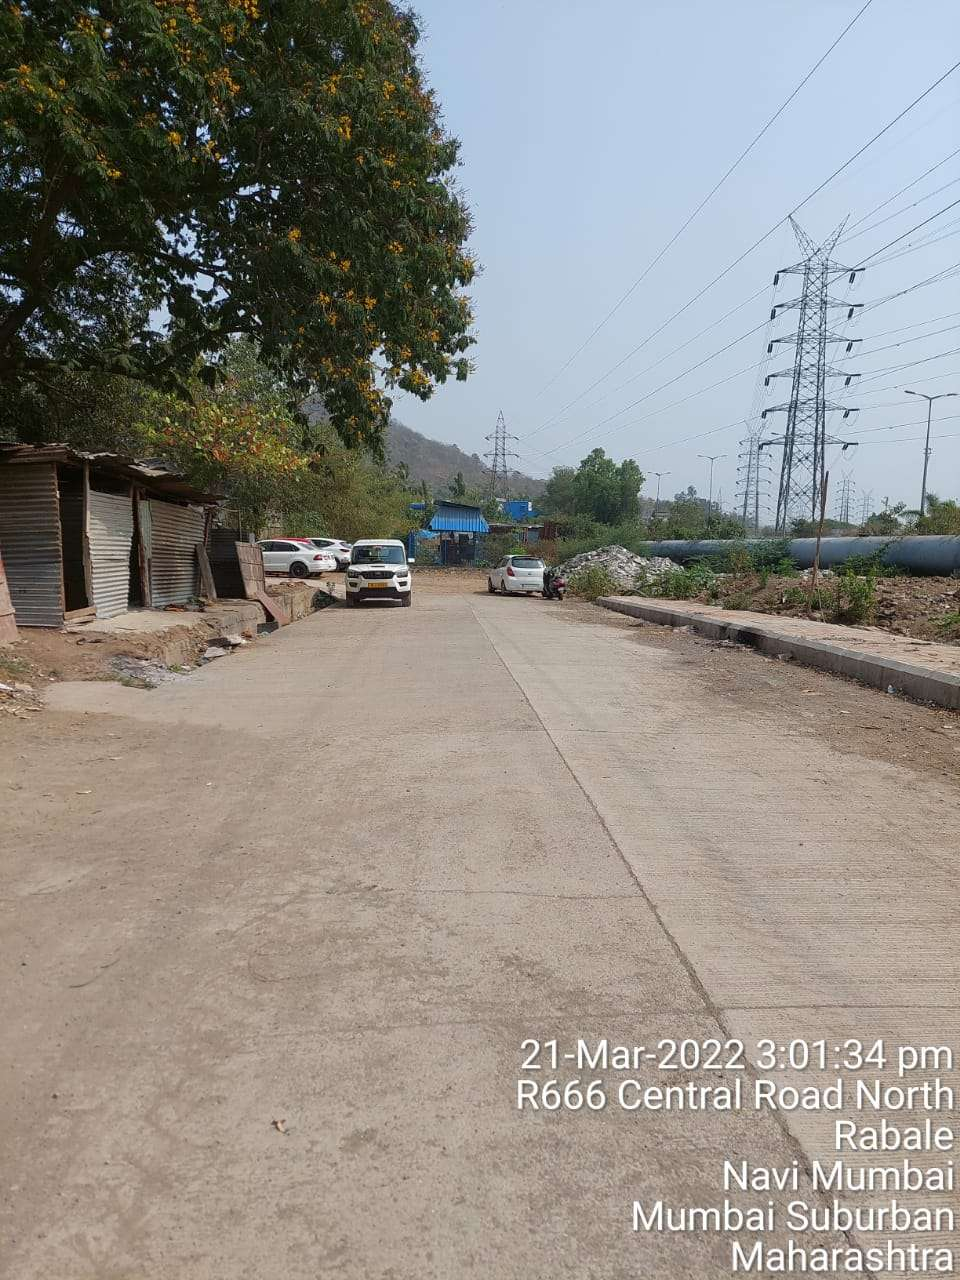 21-Mar-2022 3:01:34 pm
R666 Central Road North
Rabale
Navi Mumbai
Mumbai Suburban
Maharashtra